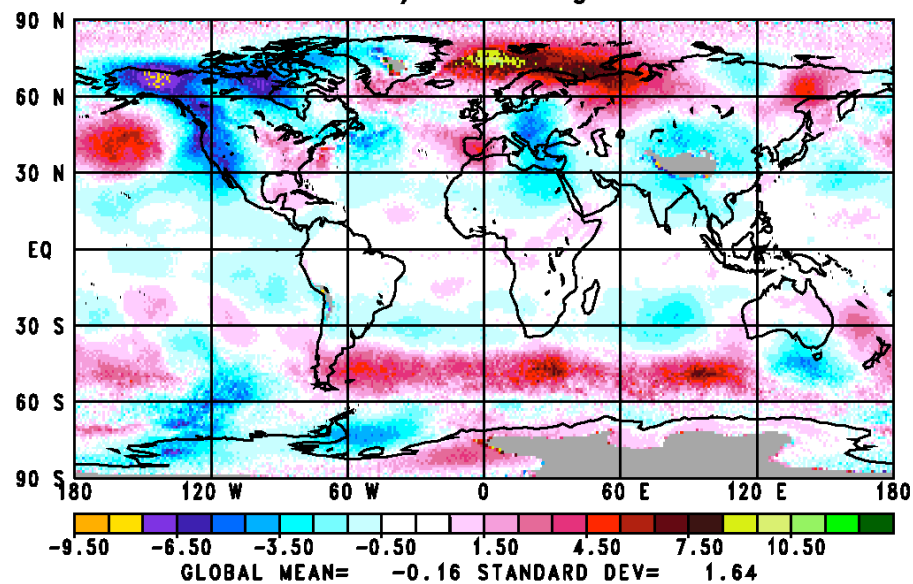 90 N
60 N
30 N
EQ
30 S
60 S
90 S
180 120 W 60 W 0 60 E 120 E 180
-9.50 -6.50 -3.50 -0.50 1.50 4.50 7.50 10.50
GLOBAL MEAN= -0.16 STANDARD DEV= 1.64